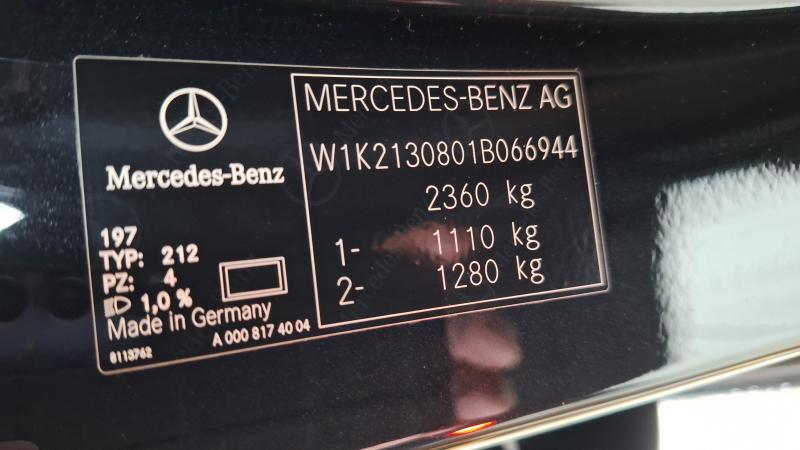 Mercedes-Benz
197
TYP: 212
PZ: 4
1,0 %
Made in Germany
8113762
A 000 817 40 04
MERCEDES-BENZ AG
W1K2130801B066944
2360 kg
1- 1110 kg
2- 1280 kg